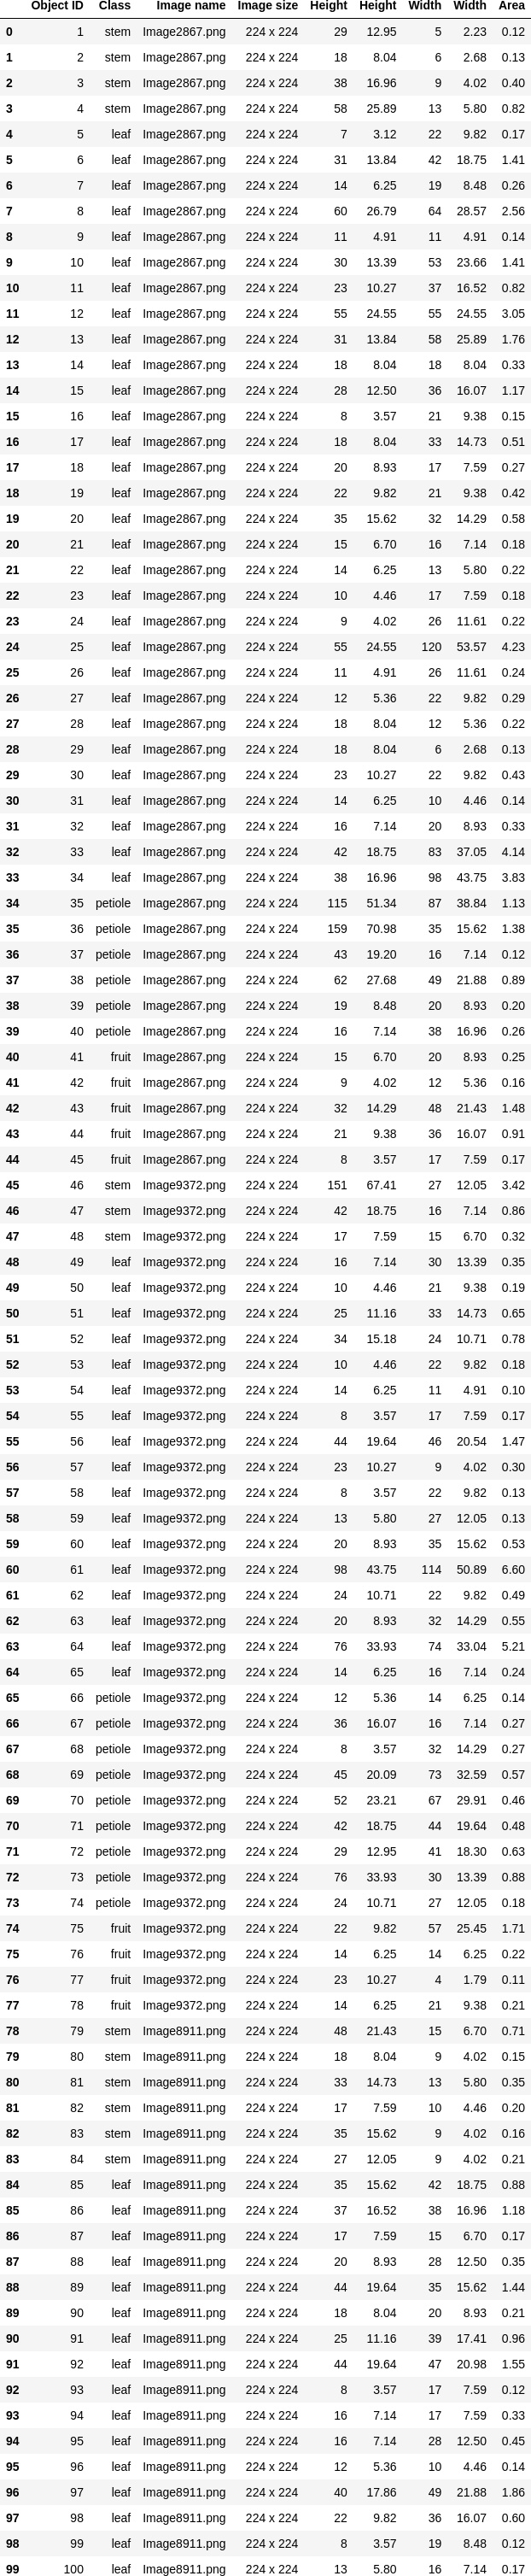 Object ID Class Image name Image size Height Height Width Width Area
0 1 stem Image2867.png 224 x 224 29 12.95 5 2.23 0.12
1 2 stem Image2867.png 224 x 224 18 8.04 6 2.68 0.13
2 3 stem Image2867.png 224 x 224 38 16.96 9 4.02 0.40
3 4 stem Image2867.png 224 x 224 58 25.89 13 5.80 0.82
4 5 leaf Image2867.png 224 x 224 7 3.12 22 9.82 0.17
5 6 leaf Image2867.png 224 x 224 31 13.84 42 18.75 1.41
6 7 leaf Image2867.png 224 x 224 14 6.25 19 8.48 0.26
7 8 leaf Image2867.png 224 x 224 60 26.79 64 28.57 2.56
8 9 leaf Image2867.png 224 x 224 11 4.91 11 4.91 0.14
9 10 leaf Image2867.png 224 x 224 30 13.39 53 23.66 1.41
10 11 leaf Image2867.png 224 x 224 23 10.27 37 16.52 0.82
11 12 leaf Image2867.png 224 x 224 55 24.55 55 24.55 3.05
12 13 leaf Image2867.png 224 x 224 31 13.84 58 25.89 1.76
13 14 leaf Image2867.png 224 x 224 18 8.04 18 8.04 0.33
14 15 leaf Image2867.png 224 x 224 28 12.50 36 16.07 1.17
15 16 leaf Image2867.png 224 x 224 8 3.57 21 9.38 0.15
16 17 leaf Image2867.png 224 x 224 18 8.04 33 14.73 0.51
17 18 leaf Image2867.png 224 x 224 20 8.93 17 7.59 0.27
18 19 leaf Image2867.png 224 x 224 22 9.82 21 9.38 0.42
19 20 leaf Image2867.png 224 x 224 35 15.62 32 14.29 0.58
20 21 leaf Image2867.png 224 x 224 15 6.70 16 7.14 0.18
21 22 leaf Image2867.png 224 x 224 14 6.25 13 5.80 0.22
22 23 leaf Image2867.png 224 x 224 10 4.46 17 7.59 0.18
23 24 leaf Image2867.png 224 x 224 9 4.02 26 11.61 0.22
24 25 leaf Image2867.png 224 x 224 55 24.55 120 53.57 4.23
25 26 leaf Image2867.png 224 x 224 11 4.91 26 11.61 0.24
26 27 leaf Image2867.png 224 x 224 12 5.36 22 9.82 0.29
27 28 leaf Image2867.png 224 x 224 18 8.04 12 5.36 0.22
28 29 leaf Image2867.png 224 x 224 18 8.04 6 2.68 0.13
29 30 leaf Image2867.png 224 x 224 23 10.27 22 9.82 0.43
30 31 leaf Image2867.png 224 x 224 14 6.25 10 4.46 0.14
31 32 leaf Image2867.png 224 x 224 16 7.14 20 8.93 0.33
32 33 leaf Image2867.png 224 x 224 42 18.75 83 37.05 4.14
33 34 leaf Image2867.png 224 x 224 38 16.96 98 43.75 3.83
34 35 petiole Image2867.png 224 x 224 115 51.34 87 38.84 1.13
35 36 petiole Image2867.png 224 x 224 159 70.98 35 15.62 1.38
36 37 petiole Image2867.png 224 x 224 43 19.20 16 7.14 0.12
37 38 petiole Image2867.png 224 x 224 62 27.68 49 21.88 0.89
38 39 petiole Image2867.png 224 x 224 19 8.48 20 8.93 0.20
39 40 petiole Image2867.png 224 x 224 16 7.14 38 16.96 0.26
40 41 fruit Image2867.png 224 x 224 15 6.70 20 8.93 0.25
41 42 fruit Image2867.png 224 x 224 9 4.02 12 5.36 0.16
42 43 fruit Image2867.png 224 x 224 32 14.29 48 21.43 1.48
43 44 fruit Image2867.png 224 x 224 21 9.38 36 16.07 0.91
44 45 fruit Image2867.png 224 x 224 8 3.57 17 7.59 0.17
45 46 stem Image9372.png 224 x 224 151 67.41 27 12.05 3.42
46 47 stem Image9372.png 224 x 224 42 18.75 16 7.14 0.86
47 48 stem Image9372.png 224 x 224 17 7.59 15 6.70 0.32
48 49 leaf Image9372.png 224 x 224 16 7.14 30 13.39 0.35
49 50 leaf Image9372.png 224 x 224 10 4.46 21 9.38 0.19
50 51 leaf Image9372.png 224 x 224 25 11.16 33 14.73 0.65
51 52 leaf Image9372.png 224 x 224 34 15.18 24 10.71 0.78
52 53 leaf Image9372.png 224 x 224 10 4.46 22 9.82 0.18
53 54 leaf Image9372.png 224 x 224 14 6.25 11 4.91 0.10
54 55 leaf Image9372.png 224 x 224 8 3.57 17 7.59 0.17
55 56 leaf Image9372.png 224 x 224 44 19.64 46 20.54 1.47
56 57 leaf Image9372.png 224 x 224 23 10.27 9 4.02 0.30
57 58 leaf Image9372.png 224 x 224 8 3.57 22 9.82 0.13
58 59 leaf Image9372.png 224 x 224 13 5.80 27 12.05 0.13
59 60 leaf Image9372.png 224 x 224 20 8.93 35 15.62 0.53
60 61 leaf Image9372.png 224 x 224 98 43.75 114 50.89 6.60
61 62 leaf Image9372.png 224 x 224 24 10.71 22 9.82 0.49
62 63 leaf Image9372.png 224 x 224 20 8.93 32 14.29 0.55
63 64 leaf Image9372.png 224 x 224 76 33.93 74 33.04 5.21
64 65 leaf Image9372.png 224 x 224 14 6.25 16 7.14 0.24
65 66 petiole Image9372.png 224 x 224 12 5.36 14 6.25 0.14
66 67 petiole Image9372.png 224 x 224 36 16.07 16 7.14 0.27
67 68 petiole Image9372.png 224 x 224 8 3.57 32 14.29 0.27
68 69 petiole Image9372.png 224 x 224 45 20.09 73 32.59 0.57
69 70 petiole Image9372.png 224 x 224 52 23.21 67 29.91 0.46
70 71 petiole Image9372.png 224 x 224 42 18.75 44 19.64 0.48
71 72 petiole Image9372.png 224 x 224 29 12.95 41 18.30 0.63
72 73 petiole Image9372.png 224 x 224 76 33.93 30 13.39 0.88
73 74 petiole Image9372.png 224 x 224 24 10.71 27 12.05 0.18
74 75 fruit Image9372.png 224 x 224 22 9.82 57 25.45 1.71
75 76 fruit Image9372.png 224 x 224 14 6.25 14 6.25 0.22
76 77 fruit Image9372.png 224 x 224 23 10.27 4 1.79 0.11
77 78 fruit Image9372.png 224 x 224 14 6.25 21 9.38 0.21
78 79 stem Image8911.png 224 x 224 48 21.43 15 6.70 0.71
79 80 stem Image8911.png 224 x 224 18 8.04 9 4.02 0.15
80 81 stem Image8911.png 224 x 224 33 14.73 13 5.80 0.35
81 82 stem Image8911.png 224 x 224 17 7.59 10 4.46 0.20
82 83 stem Image8911.png 224 x 224 35 15.62 9 4.02 0.16
83 84 stem Image8911.png 224 x 224 27 12.05 9 4.02 0.21
84 85 leaf Image8911.png 224 x 224 35 15.62 42 18.75 0.88
85 86 leaf Image8911.png 224 x 224 37 16.52 38 16.96 1.18
86 87 leaf Image8911.png 224 x 224 17 7.59 15 6.70 0.17
87 88 leaf Image8911.png 224 x 224 20 8.93 28 12.50 0.35
88 89 leaf Image8911.png 224 x 224 44 19.64 35 15.62 1.44
89 90 leaf Image8911.png 224 x 224 18 8.04 20 8.93 0.21
90 91 leaf Image8911.png 224 x 224 25 11.16 39 17.41 0.96
91 92 leaf Image8911.png 224 x 224 44 19.64 47 20.98 1.55
92 93 leaf Image8911.png 224 x 224 8 3.57 17 7.59 0.12
93 94 leaf Image8911.png 224 x 224 16 7.14 17 7.59 0.33
94 95 leaf Image8911.png 224 x 224 16 7.14 28 12.50 0.45
95 96 leaf Image8911.png 224 x 224 12 5.36 10 4.46 0.14
96 97 leaf Image8911.png 224 x 224 40 17.86 49 21.88 1.86
97 98 leaf Image8911.png 224 x 224 22 9.82 36 16.07 0.60
98 99 leaf Image8911.png 224 x 224 8 3.57 19 8.48 0.12
99 100 leaf Image8911.png 224 x 224 13 5.80 16 7.14 0.17